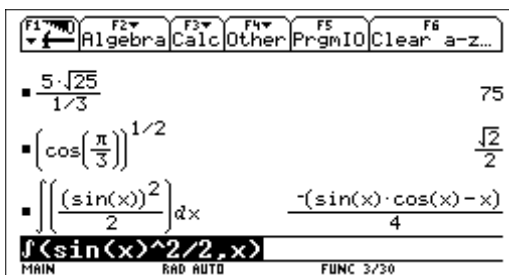 F1 F2 Algebra F3 Calc F4 Other F5 PrgmIO F6 Clear a-z…
▪ 5·√25 / 1/3 75
▪ (cos(π/3))^1/2 √2/2
▪ ∫((sin(x))^2/2)dx -(sin(x)·cos(x)-x)/4
∫(sin(x)^2/2,x)
MAIN RAD AUTO FUNC 3/30